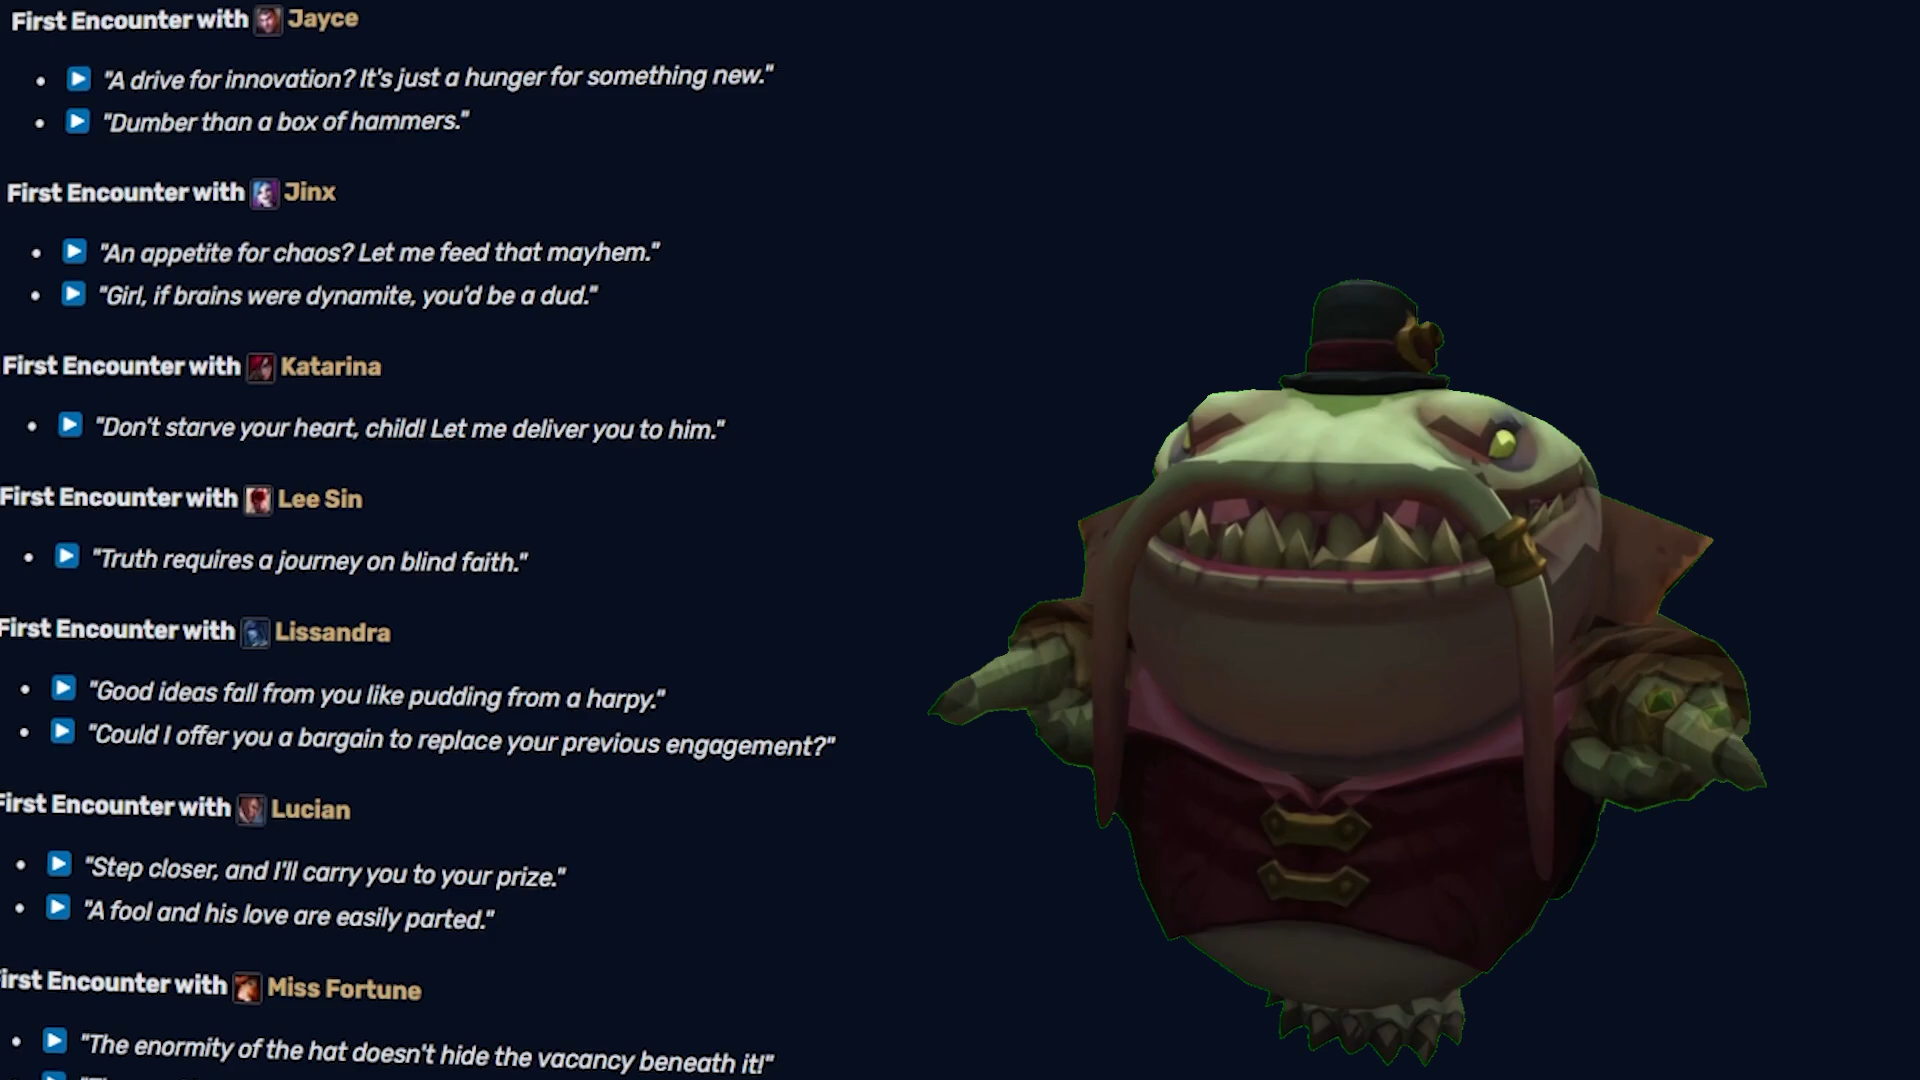 First Encounter with Jayce
"A drive for innovation? It's just a hunger for something new."
"Dumber than a box of hammers."
First Encounter with Jinx
"An appetite for chaos? Let me feed that mayhem."
"Girl, if brains were dynamite, you'd be a dud."
First Encounter with Katarina
"Don't starve your heart, child! Let me deliver you to him."
First Encounter with Lee Sin
"Truth requires a journey on blind faith."
First Encounter with Lissandra
"Good ideas fall from you like pudding from a harpy."
"Could I offer you a bargain to replace your previous engagement?"
First Encounter with Lucian
"Step closer, and I'll carry you to your prize."
"A fool and his love are easily parted."
First Encounter with Miss Fortune
"The enormity of the hat doesn't hide the vacancy beneath it!"